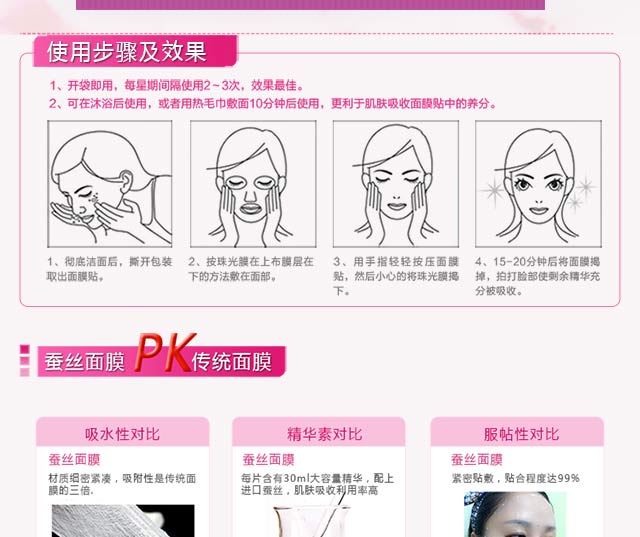 使用步骤及效果
1、开袋即用，每星期间隔使用2~3次，效果最佳。
2、可在沐浴后使用，或者用热毛巾敷面10分钟后使用，更利于肌肤吸收面膜贴中的养分。
1、彻底洁面后，撕开包装
取出面膜贴。
2、按珠光膜在上布膜层在
下的方法敷在面部。
3、用手指轻轻按压面膜
贴，然后小心的将珠光膜揭
下。
4、15-20分钟后将面膜揭
掉，拍打脸部使剩余精华充
分被吸收。
蚕丝面膜 PK 传统面膜
吸水性对比
蚕丝面膜
材质细密紧凑，吸附性是传统面
膜的三倍.
精华素对比
蚕丝面膜
每片含有30ml大容量精华，配上
进口蚕丝，肌肤吸收利用率高
服帖性对比
蚕丝面膜
紧密贴敷，贴合程度达99%